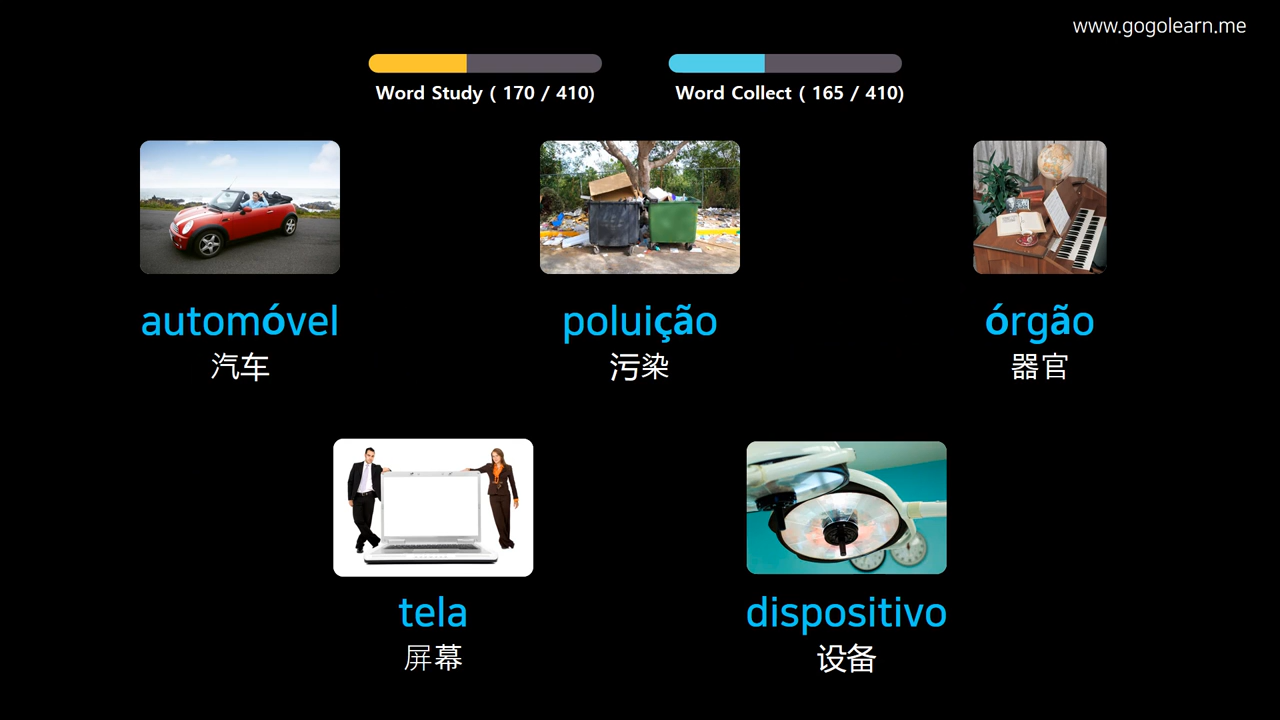 www.gogolearn.me
Word Study ( 170 / 410)
Word Collect ( 165 / 410)
automóvel
汽车
poluição
污染
órgão
器官
tela
屏幕
dispositivo
设备